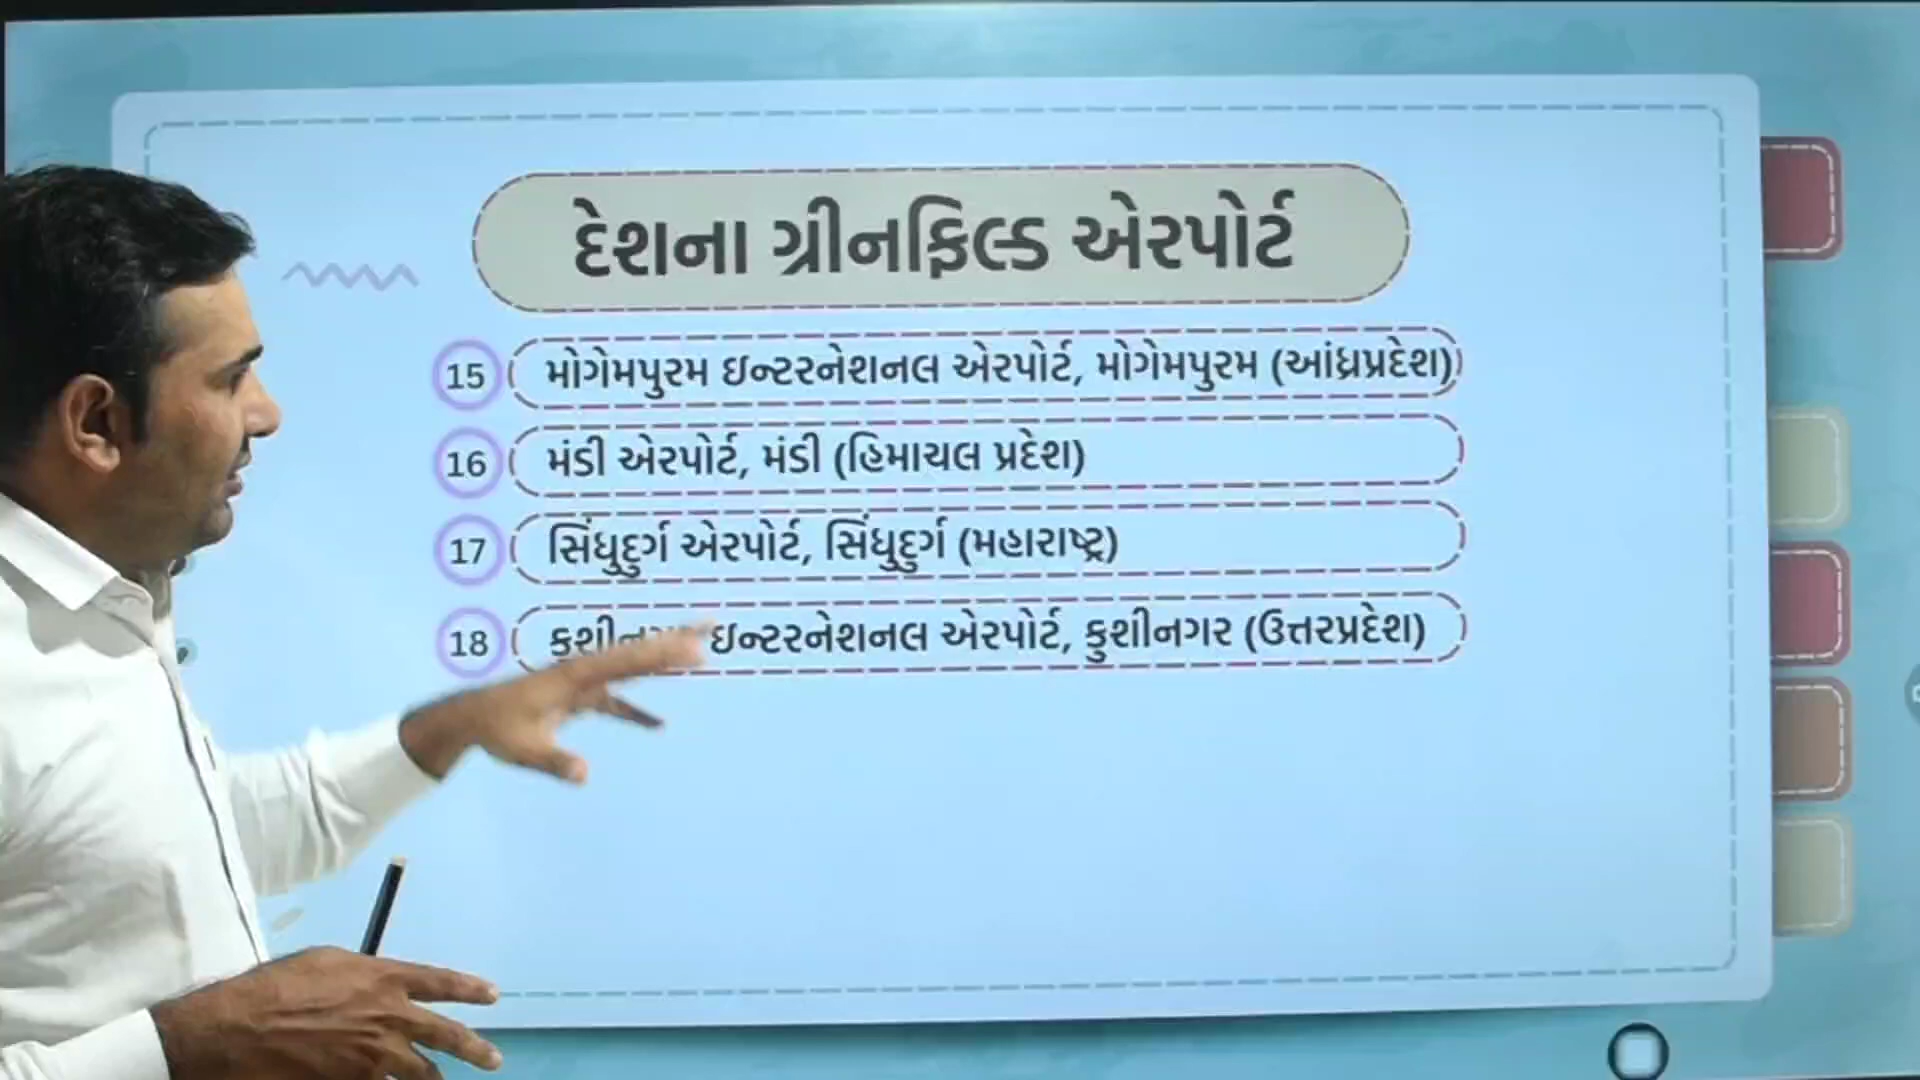 દેશના ગ્રીનફિલ્ડ એરપોર્ટ
15 મોગેમપુરમ ઇન્ટરનેશનલ એરપોર્ટ, મોગેમપુરમ (આંધ્રપ્રદેશ)
16 મંડી એરપોર્ટ, મંડી (હિમાચલ પ્રદેશ)
17 સિંધુદુર્ગ એરપોર્ટ, સિંધુદુર્ગ (મહારાષ્ટ્ર)
18 ઇન્ટરનેશનલ એરપોર્ટ, કુશીનગર (ઉત્તરપ્રદેશ)